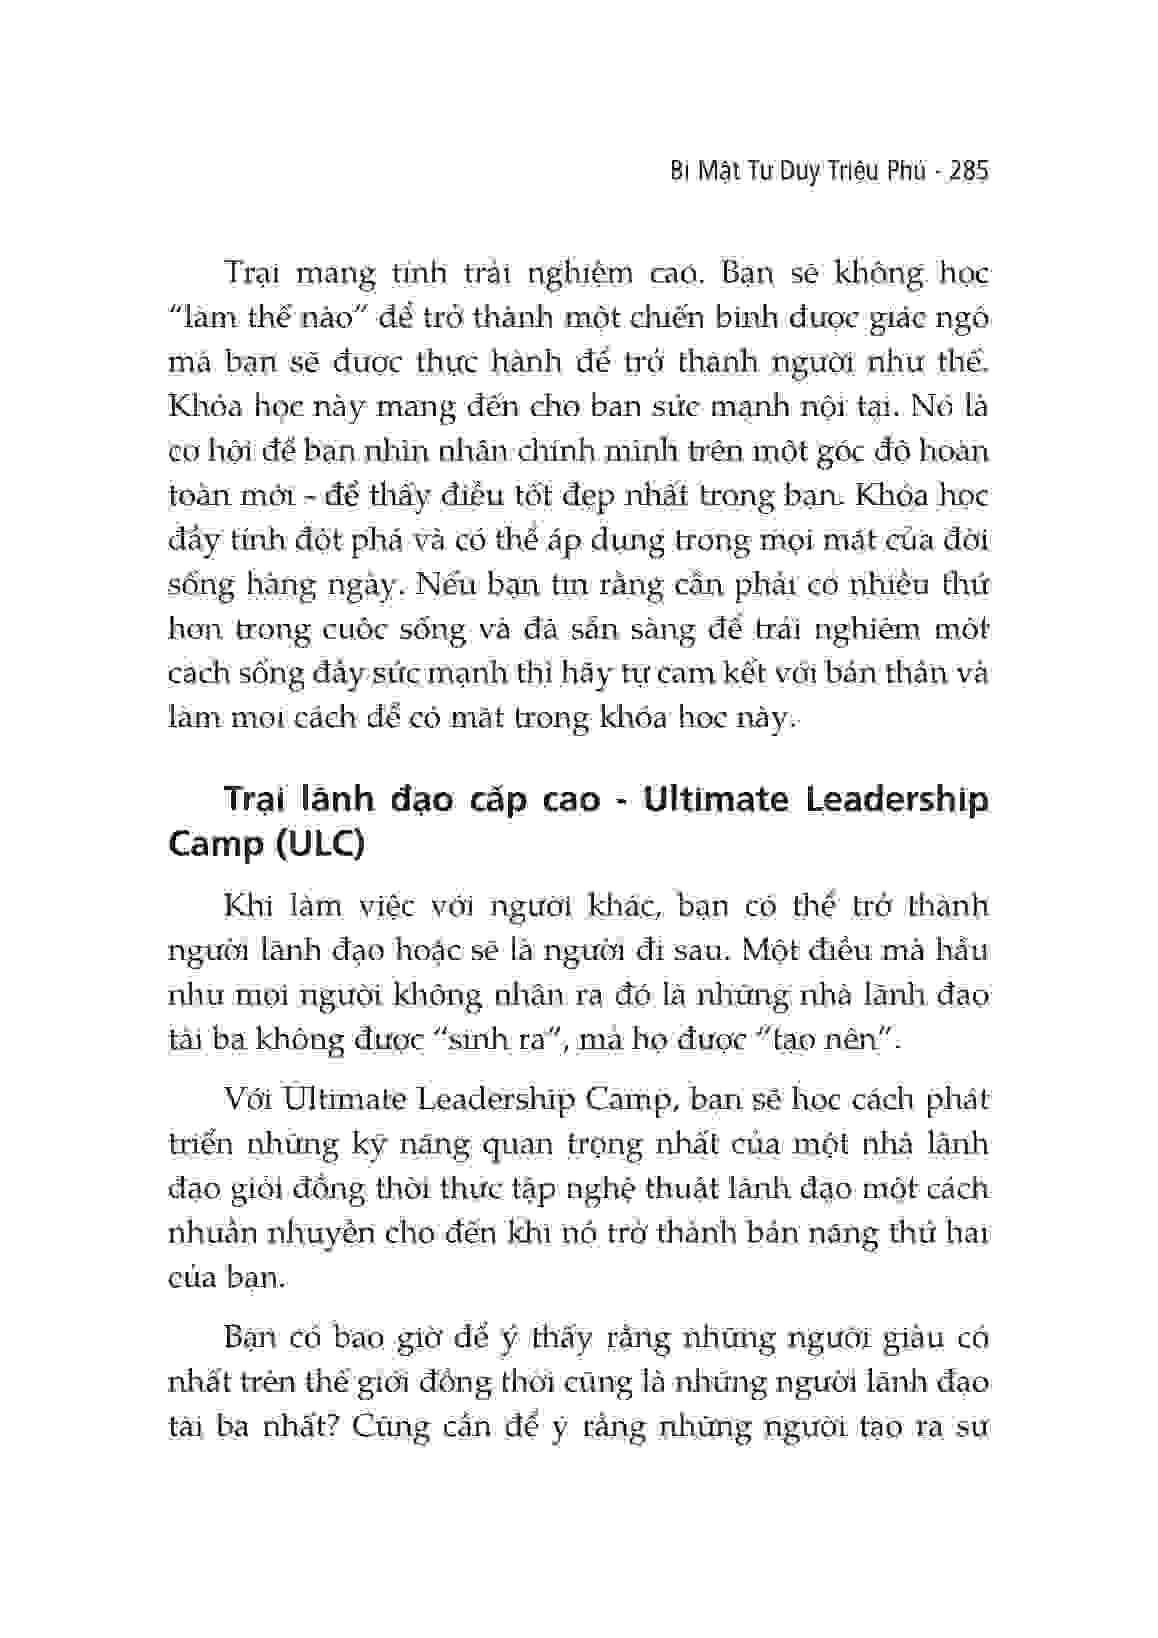 Bí Mật Tư Duy Triệu Phú - 285
Trại mang tính trải nghiệm cao. Bạn sẽ không học
“làm thế nào” để trở thành một chiến binh được giác ngộ
mà bạn sẽ được thực hành để trở thành người như thế.
Khóa học này mang đến cho bạn sức mạnh nội tại. Nó là
cơ hội để bạn nhìn nhận chính mình trên một góc độ hoàn
toàn mới – để thấy điều tốt đẹp nhất trong bạn. Khóa học
đầy tính đột phá và có thể áp dụng trong mọi mặt của đời
sống hàng ngày. Nếu bạn tin rằng cần phải có nhiều thứ
hơn trong cuộc sống và đã sẵn sàng để trải nghiệm một
cách sống đầy sức mạnh thì hãy tự cam kết với bản thân và
làm mọi cách để có mặt trong khóa học này.
Trại lãnh đạo cấp cao - Ultimate Leadership
Camp (ULC)
Khi làm việc với người khác, bạn có thể trở thành
người lãnh đạo hoặc sẽ là người đi sau. Một điều mà hầu
như mọi người không nhận ra đó là những nhà lãnh đạo
tài ba không được “sinh ra”, mà họ được “tạo nên”.
Với Ultimate Leadership Camp, bạn sẽ học cách phát
triển những kỹ năng quan trọng nhất của một nhà lãnh
đạo giỏi đồng thời thực tập nghệ thuật lãnh đạo một cách
nhuần nhuyễn cho đến khi nó trở thành bản năng thứ hai
của bạn.
Bạn có bao giờ để ý thấy rằng những người giàu có
nhất trên thế giới đồng thời cũng là những người lãnh đạo
tài ba nhất? Cũng cần để ý rằng những người tạo ra sự